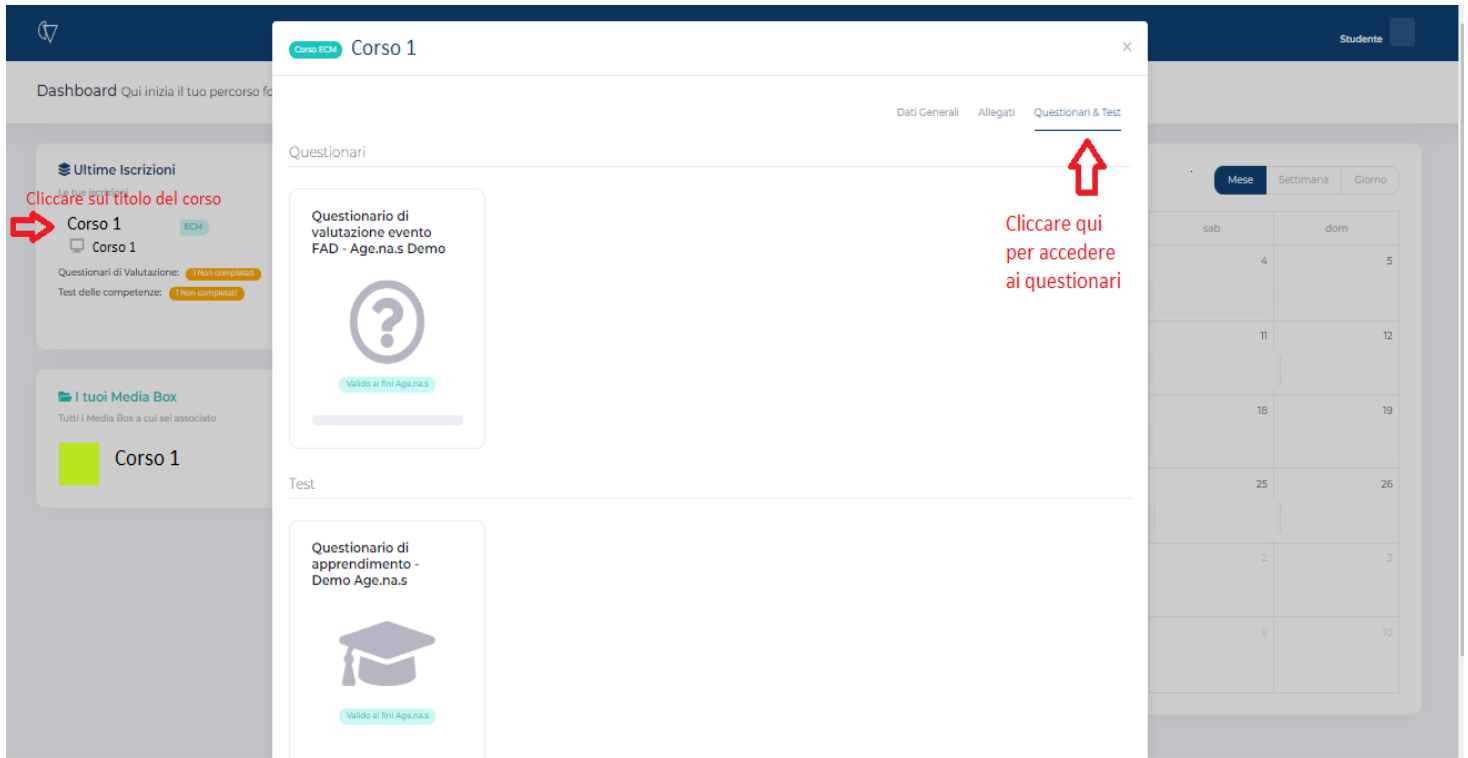 Corso ECM Corso 1 ×
Studente
Dashboard Qui inizia il tuo percorso fo
Dati Generali Allegati Questionari & Test
Ultime Iscrizioni
Le tue iscrizioni
Cliccare sul titolo del corso
Corso 1 ECM
Corso 1
Questionari di Valutazione: 1 Non completati
Test delle competenze: 1 Non completati
I tuoi Media Box
Tutti i Media Box a cui sei associato
Corso 1
Questionari
Questionario di
valutazione evento
FAD - Age.na.s Demo
Valido ai fini Age.na.s
Cliccare qui
per accedere
ai questionari
Test
Questionario di
apprendimento -
Demo Age.na.s
Valido ai fini Age.na.s
Mese Settimana Giorno
sab dom
4 5
11 12
18 19
25 26
2 3
9 10